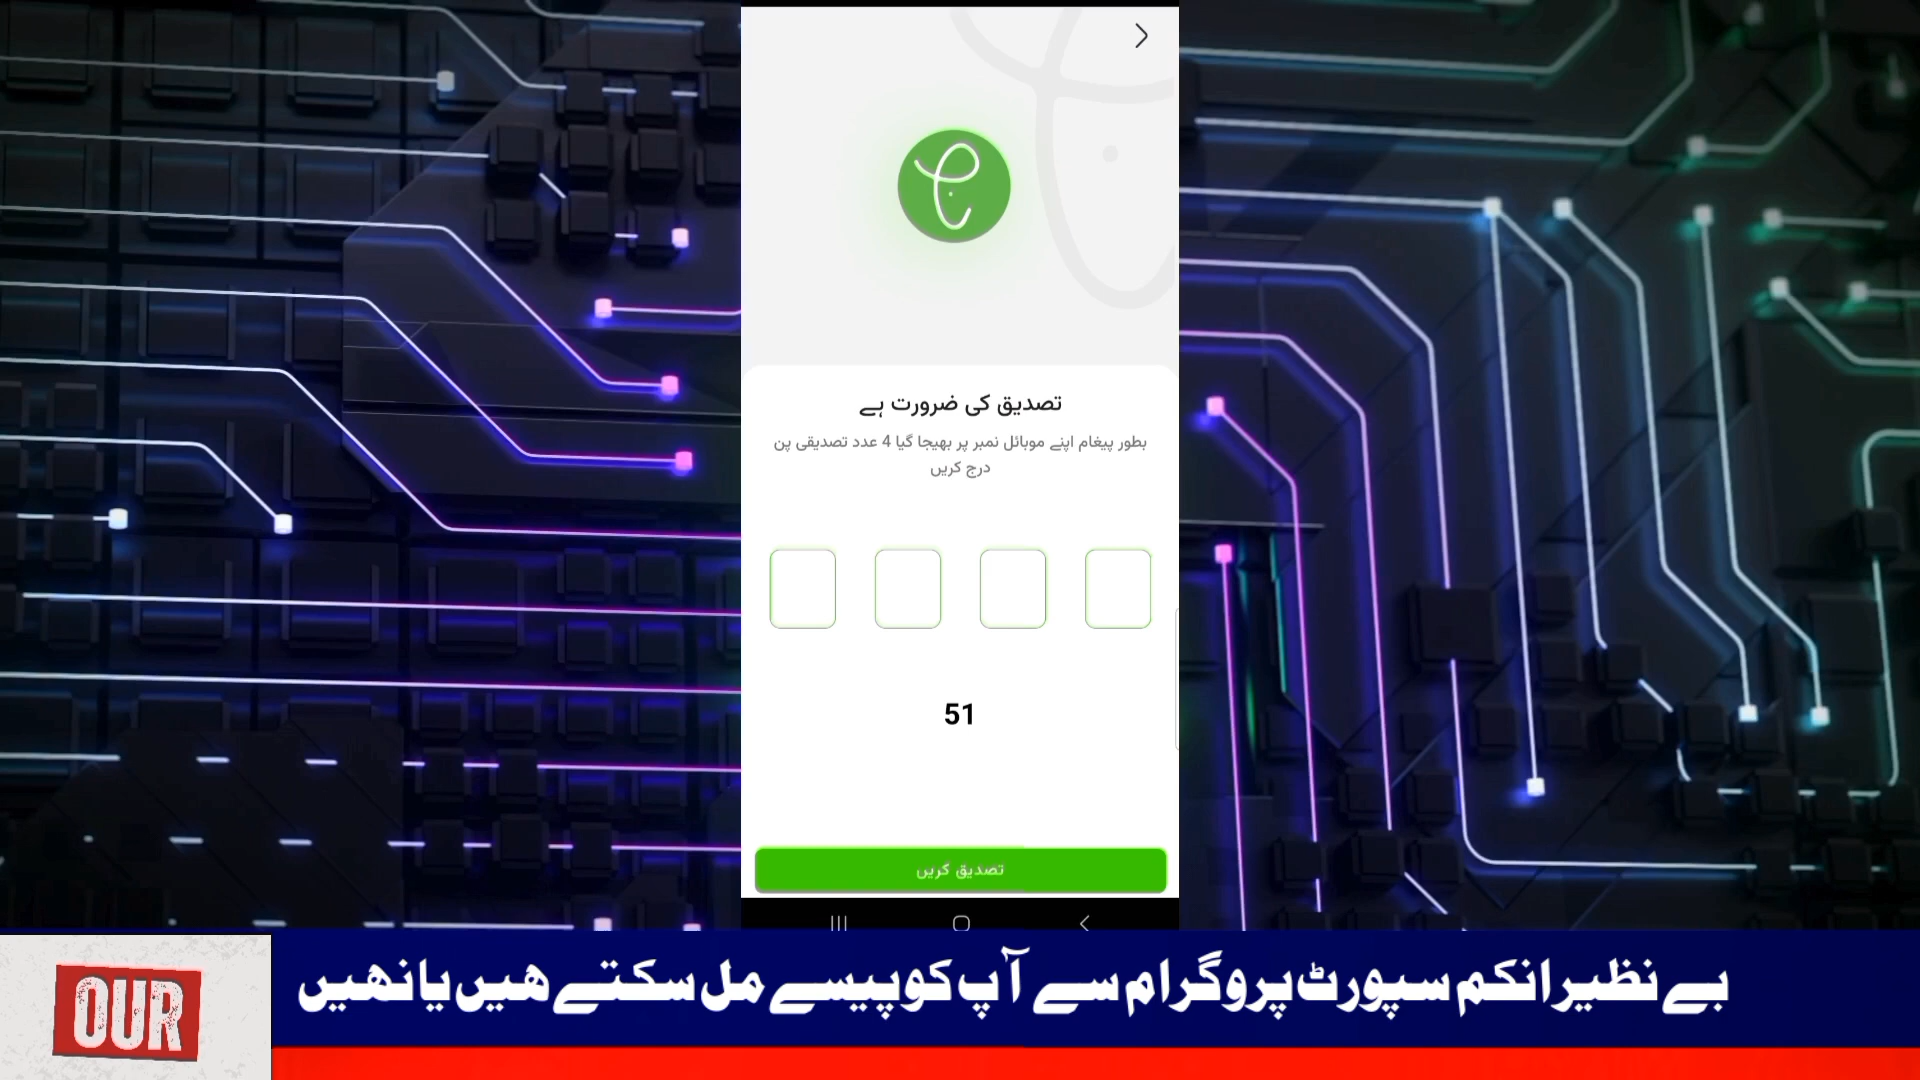 تصدیق کی ضرورت ہے
بطور پیغام اپنے موبائل نمبر پر بھیجا گیا 4 عدد تصدیقی پن
درج کریں
51
تصدیق کریں
بے نظیر انکم سپورٹ پروگرام سے آپ کو پیسے مل سکتے ھیں یا نھیں
OUR